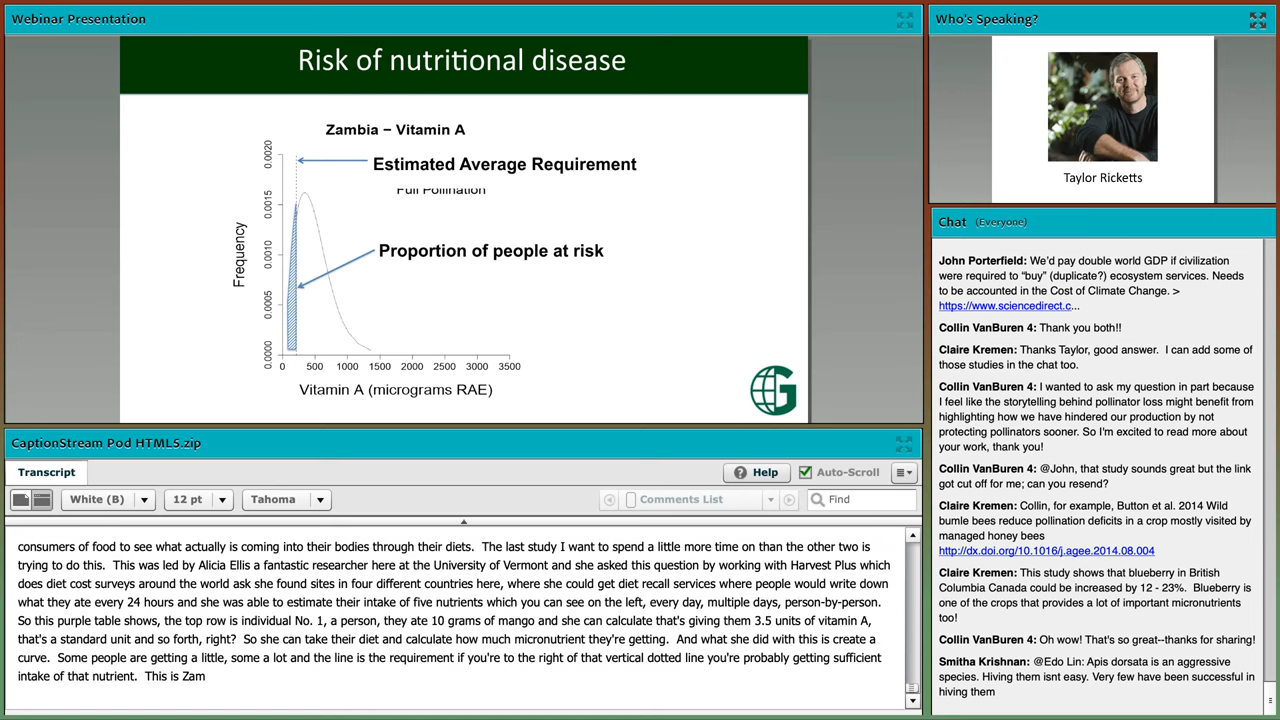 Webinar Presentation
Risk of nutritional disease
Zambia − Vitamin A
Estimated Average Requirement
Full Pollination
Proportion of people at risk
Frequency
0.0000 0.0005 0.0010 0.0015 0.0020
0 500 1000 1500 2000 2500 3000 3500
Vitamin A (micrograms RAE)
G
Who's Speaking?
Taylor Ricketts
Chat (Everyone)
John Porterfield: We'd pay double world GDP if civilization
were required to "buy" (duplicate?) ecosystem services. Needs
to be accounted in the Cost of Climate Change. >
https://www.sciencedirect.c...
Collin VanBuren 4: Thank you both!!
Claire Kremen: Thanks Taylor, good answer. I can add some of
those studies in the chat too.
Collin VanBuren 4: I wanted to ask my question in part because
I feel like the storytelling behind pollinator loss might benefit from
highlighting how we have hindered our production by not
protecting pollinators sooner. So I'm excited to read more about
your work, thank you!
Collin VanBuren 4: @John, that study sounds great but the link
got cut off for me; can you resend?
Claire Kremen: Collin, for example, Button et al. 2014 Wild
bumle bees reduce pollination deficits in a crop mostly visited by
managed honey bees
http://dx.doi.org/10.1016/j.agee.2014.08.004
Claire Kremen: This study shows that blueberry in British
Columbia Canada could be increased by 12 - 23%. Blueberry is
one of the crops that provides a lot of important micronutrients
too!
Collin VanBuren 4: Oh wow! That's so great--thanks for sharing!
Smitha Krishnan: @Edo Lin: Apis dorsata is an aggressive
species. Hiving them isnt easy. Very few have been successful in
hiving them
CaptionStream Pod HTML5.zip
Transcript
Help
Auto-Scroll
White (B)
12 pt
Tahoma
Comments List
Find
consumers of food to see what actually is coming into their bodies through their diets. The last study I want to spend a little more time on than the other two is
trying to do this. This was led by Alicia Ellis a fantastic researcher here at the University of Vermont and she asked this question by working with Harvest Plus which
does diet cost surveys around the world ask she found sites in four different countries here, where she could get diet recall services where people would write down
what they ate every 24 hours and she was able to estimate their intake of five nutrients which you can see on the left, every day, multiple days, person-by-person.
So this purple table shows, the top row is individual No. 1, a person, they ate 10 grams of mango and she can calculate that's giving them 3.5 units of vitamin A,
that's a standard unit and so forth, right? So she can take their diet and calculate how much micronutrient they're getting. And what she did with this is create a
curve. Some people are getting a little, some a lot and the line is the requirement if you're to the right of that vertical dotted line you're probably getting sufficient
intake of that nutrient. This is Zam